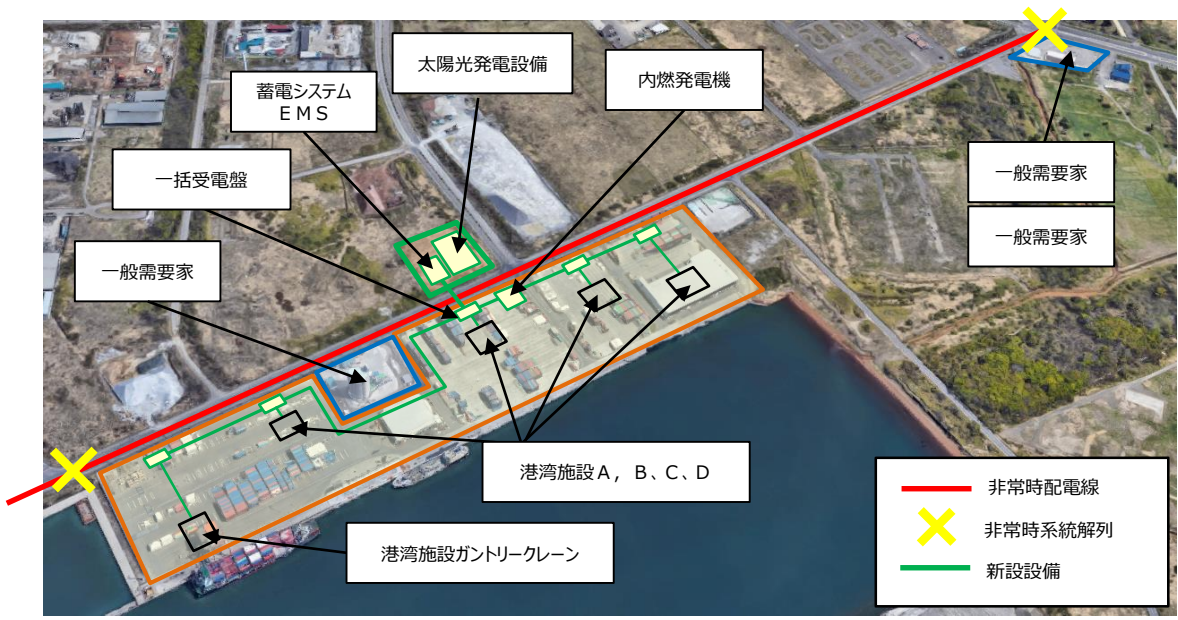 太陽光発電設備
内燃発電機
蓄電システム
ＥＭＳ
一括受電盤
一般需要家
一般需要家
一般需要家
港湾施設Ａ，Ｂ、Ｃ、Ｄ
港湾施設ガントリークレーン
非常時配電線
非常時系統解列
新設設備